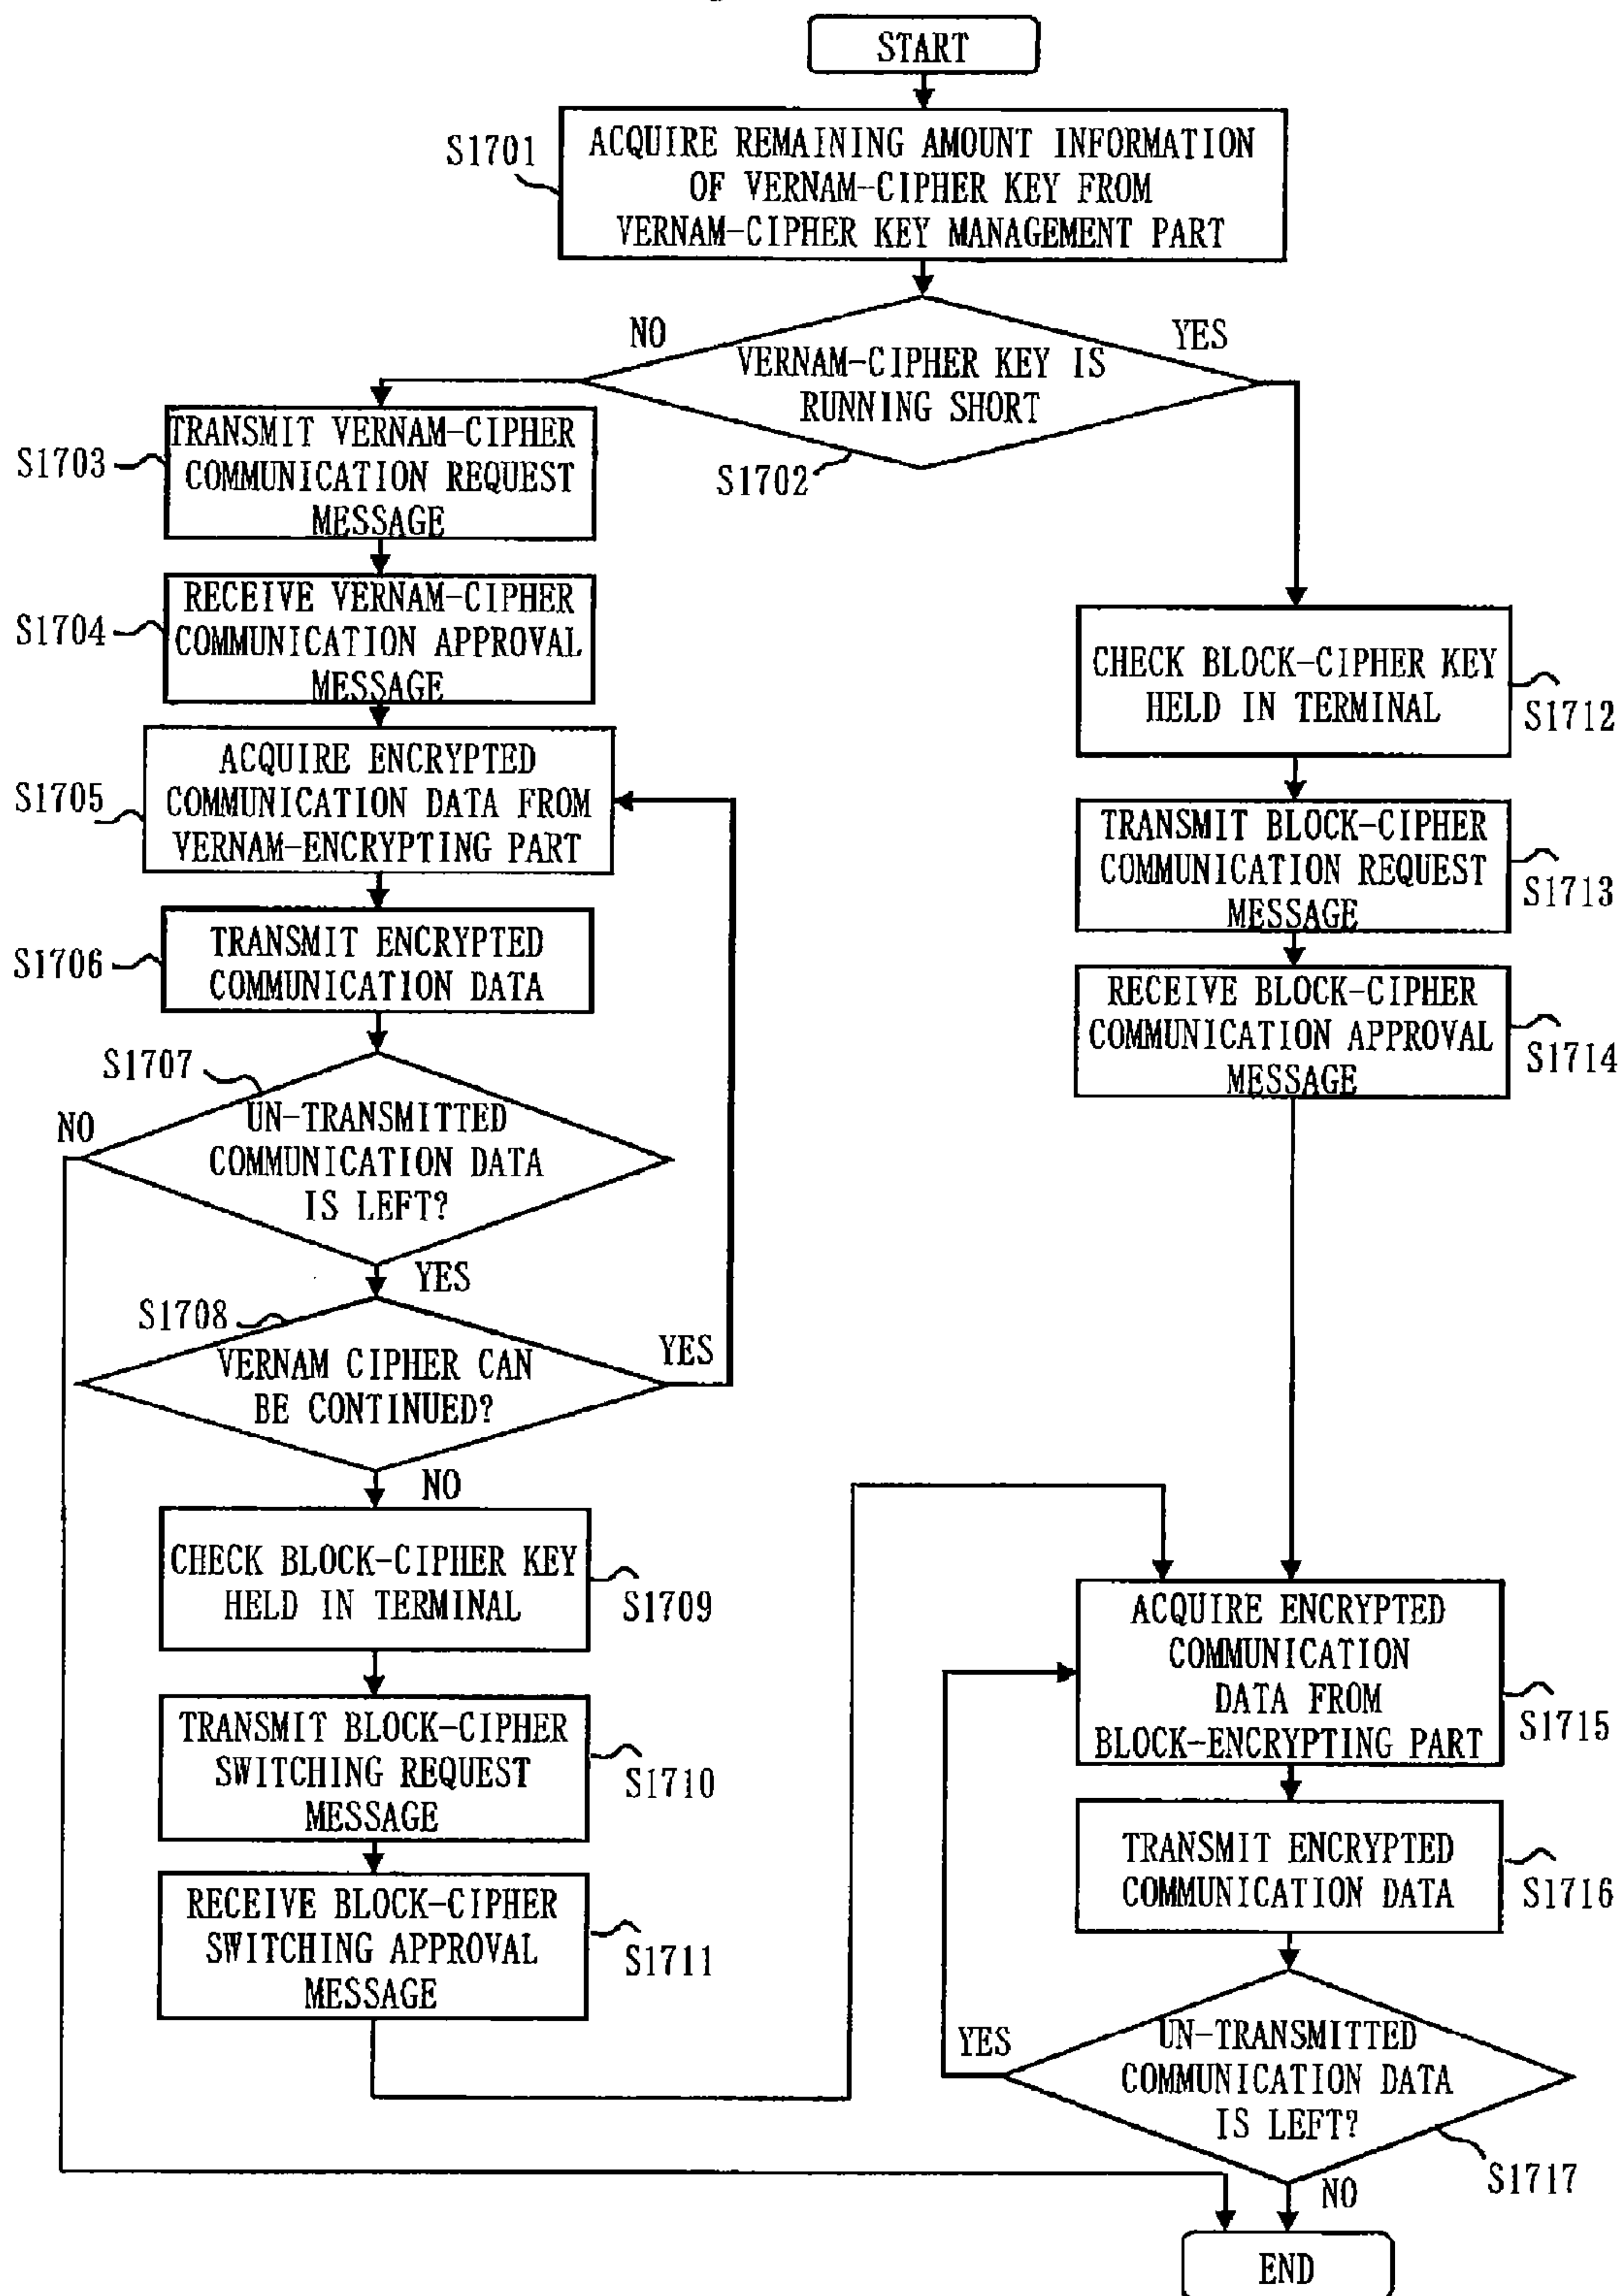 START
S1701
ACQUIRE REMAINING AMOUNT INFORMATION
OF VERNAM-CIPHER KEY FROM
VERNAM-CIPHER KEY MANAGEMENT PART
NO
YES
VERNAM-CIPHER KEY IS
RUNNING SHORT
S1702
S1703
TRANSMIT VERNAM-CIPHER
COMMUNICATION REQUEST
MESSAGE
S1704
RECEIVE VERNAM-CIPHER
COMMUNICATION APPROVAL
MESSAGE
S1705
ACQUIRE ENCRYPTED
COMMUNICATION DATA FROM
VERNAM-ENCRYPTING PART
S1706
TRANSMIT ENCRYPTED
COMMUNICATION DATA
S1707
NO
UN-TRANSMITTED
COMMUNICATION DATA
IS LEFT?
YES
S1708
VERNAM CIPHER CAN
BE CONTINUED?
YES
NO
CHECK BLOCK-CIPHER KEY
HELD IN TERMINAL
S1709
TRANSMIT BLOCK-CIPHER
SWITCHING REQUEST
MESSAGE
S1710
RECEIVE BLOCK-CIPHER
SWITCHING APPROVAL
MESSAGE
S1711
CHECK BLOCK-CIPHER KEY
HELD IN TERMINAL
S1712
TRANSMIT BLOCK-CIPHER
COMMUNICATION REQUEST
MESSAGE
S1713
RECEIVE BLOCK-CIPHER
COMMUNICATION APPROVAL
MESSAGE
S1714
ACQUIRE ENCRYPTED
COMMUNICATION
DATA FROM
BLOCK-ENCRYPTING PART
S1715
TRANSMIT ENCRYPTED
COMMUNICATION DATA
S1716
YES
UN-TRANSMITTED
COMMUNICATION DATA
IS LEFT?
S1717
NO
END